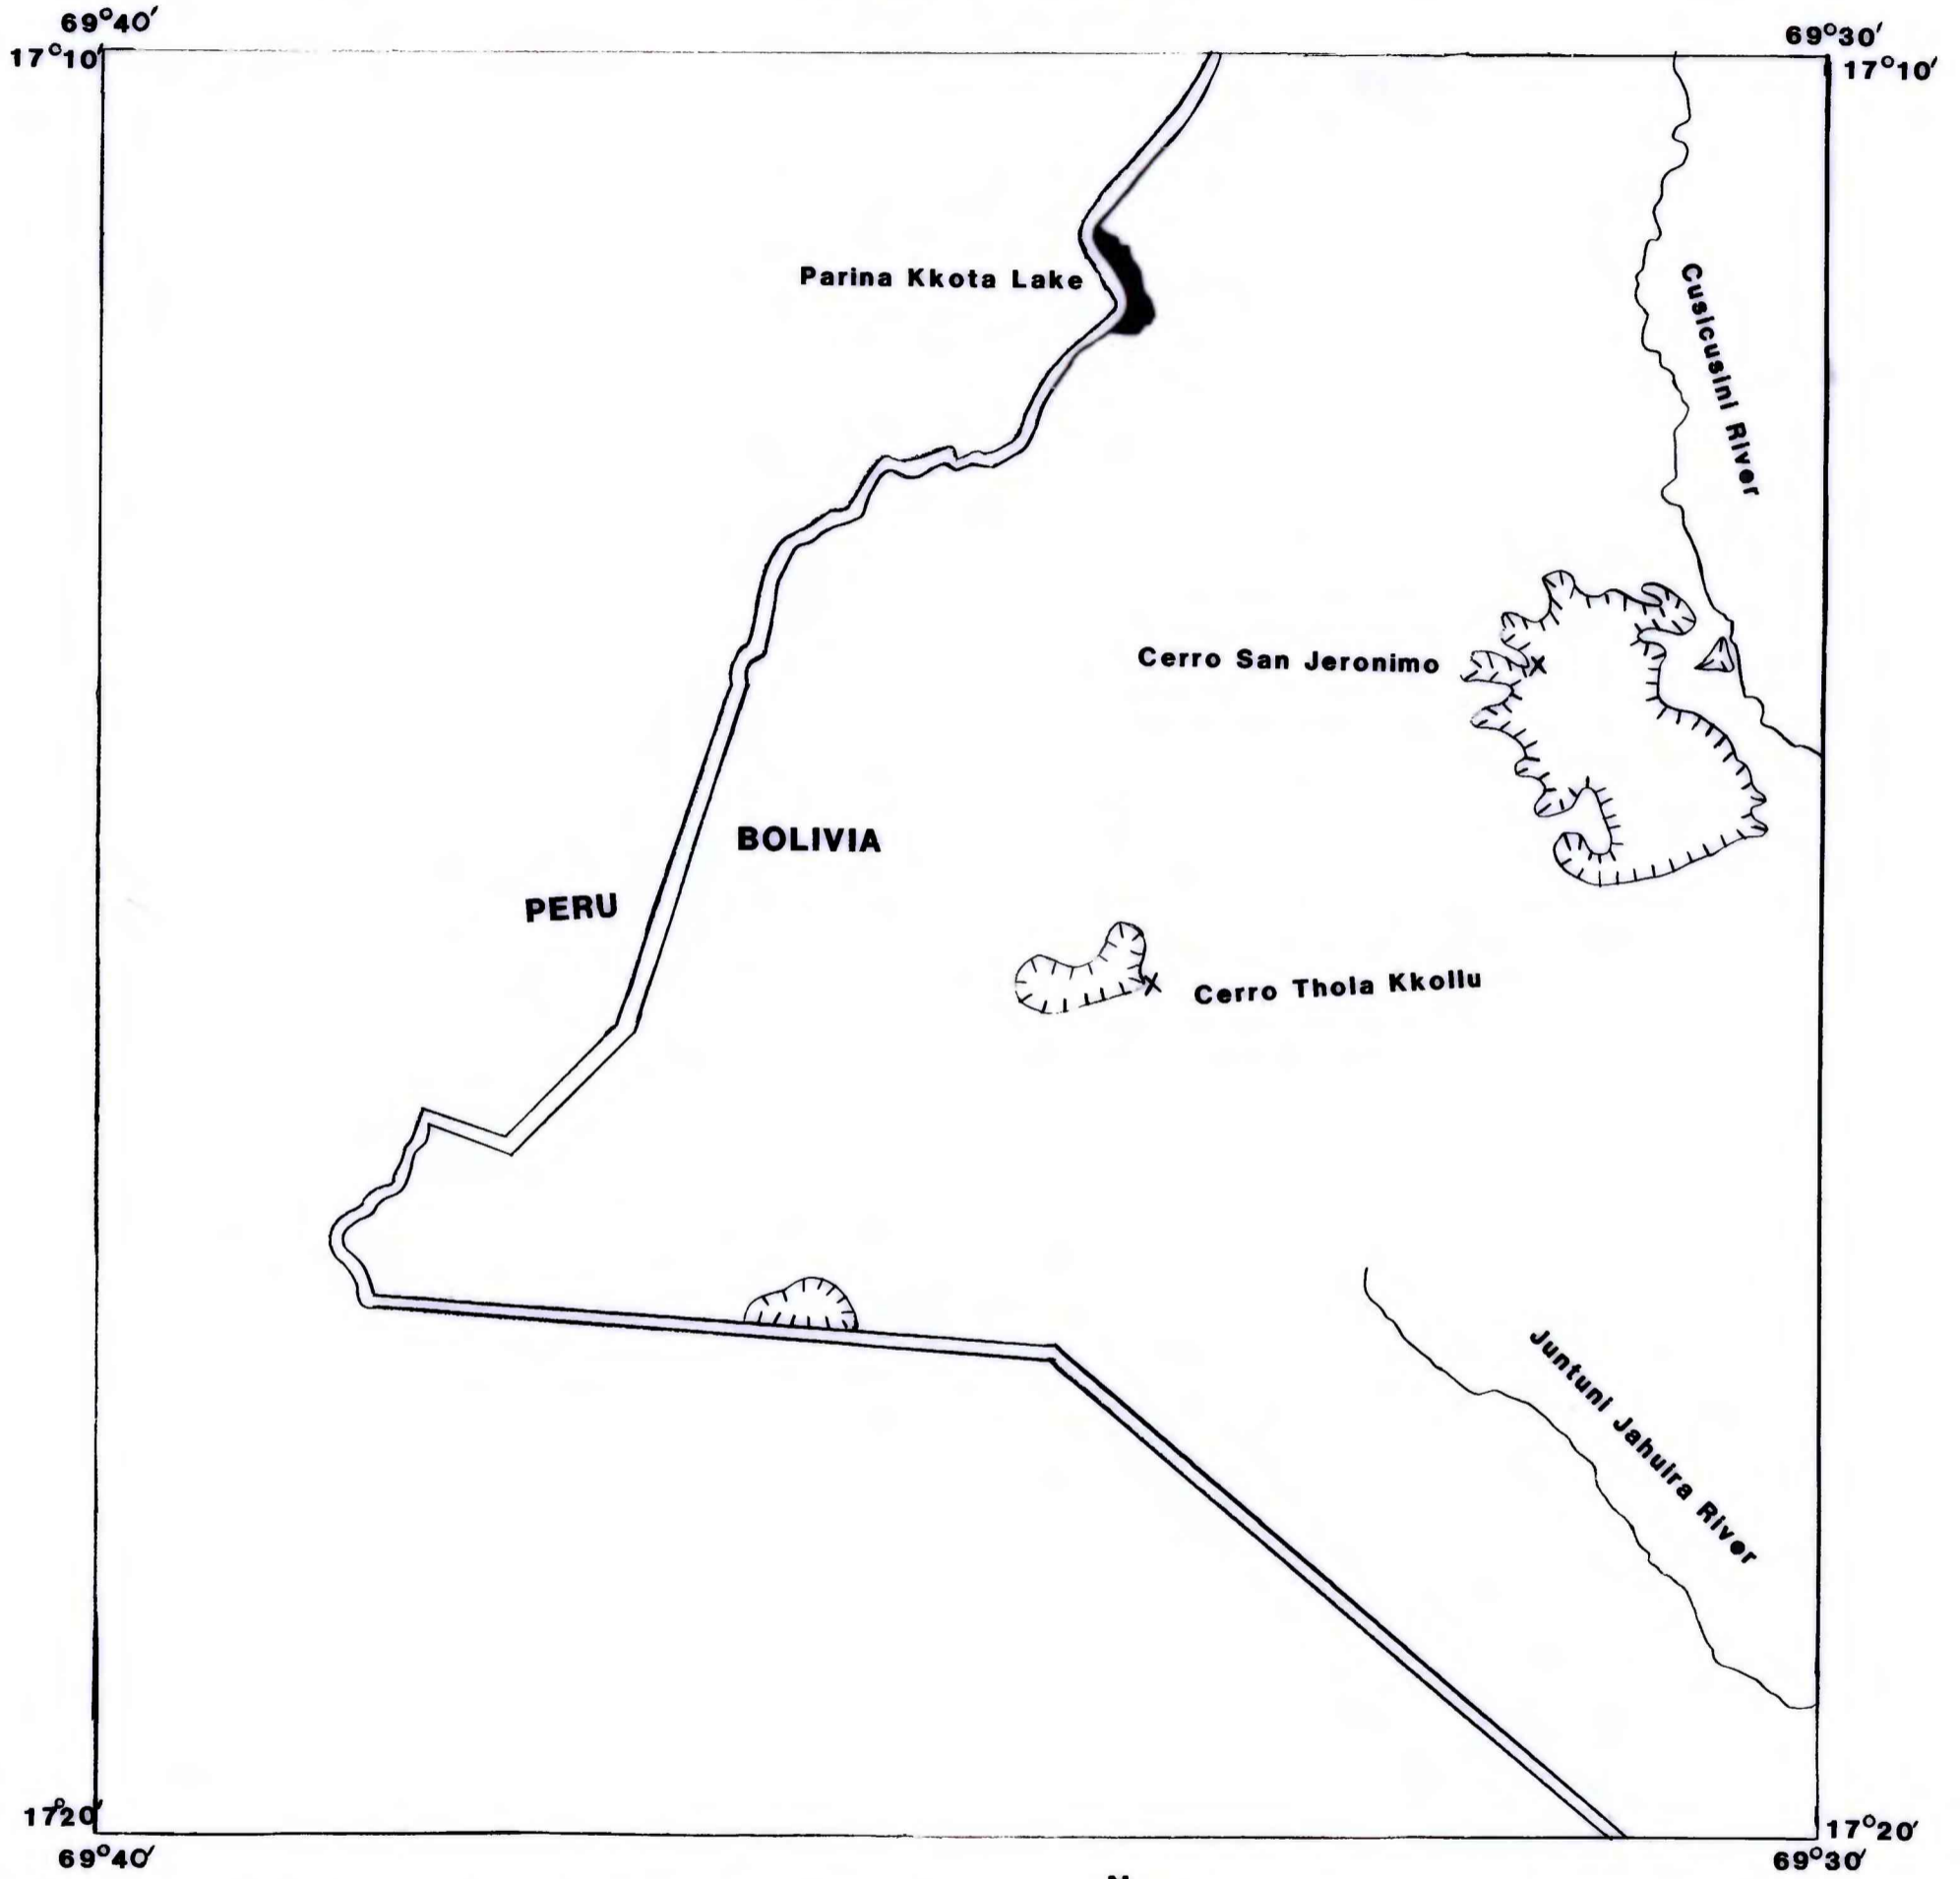 69°40′
69°30′
17°10′
17°10′
Parina Kkota Lake
Cusicusini River
Cerro San Jeronimo
BOLIVIA
PERU
Cerro Thola Kkollu
Juntuni Jahuira River
17°20′
17°20′
69°40′
69°30′